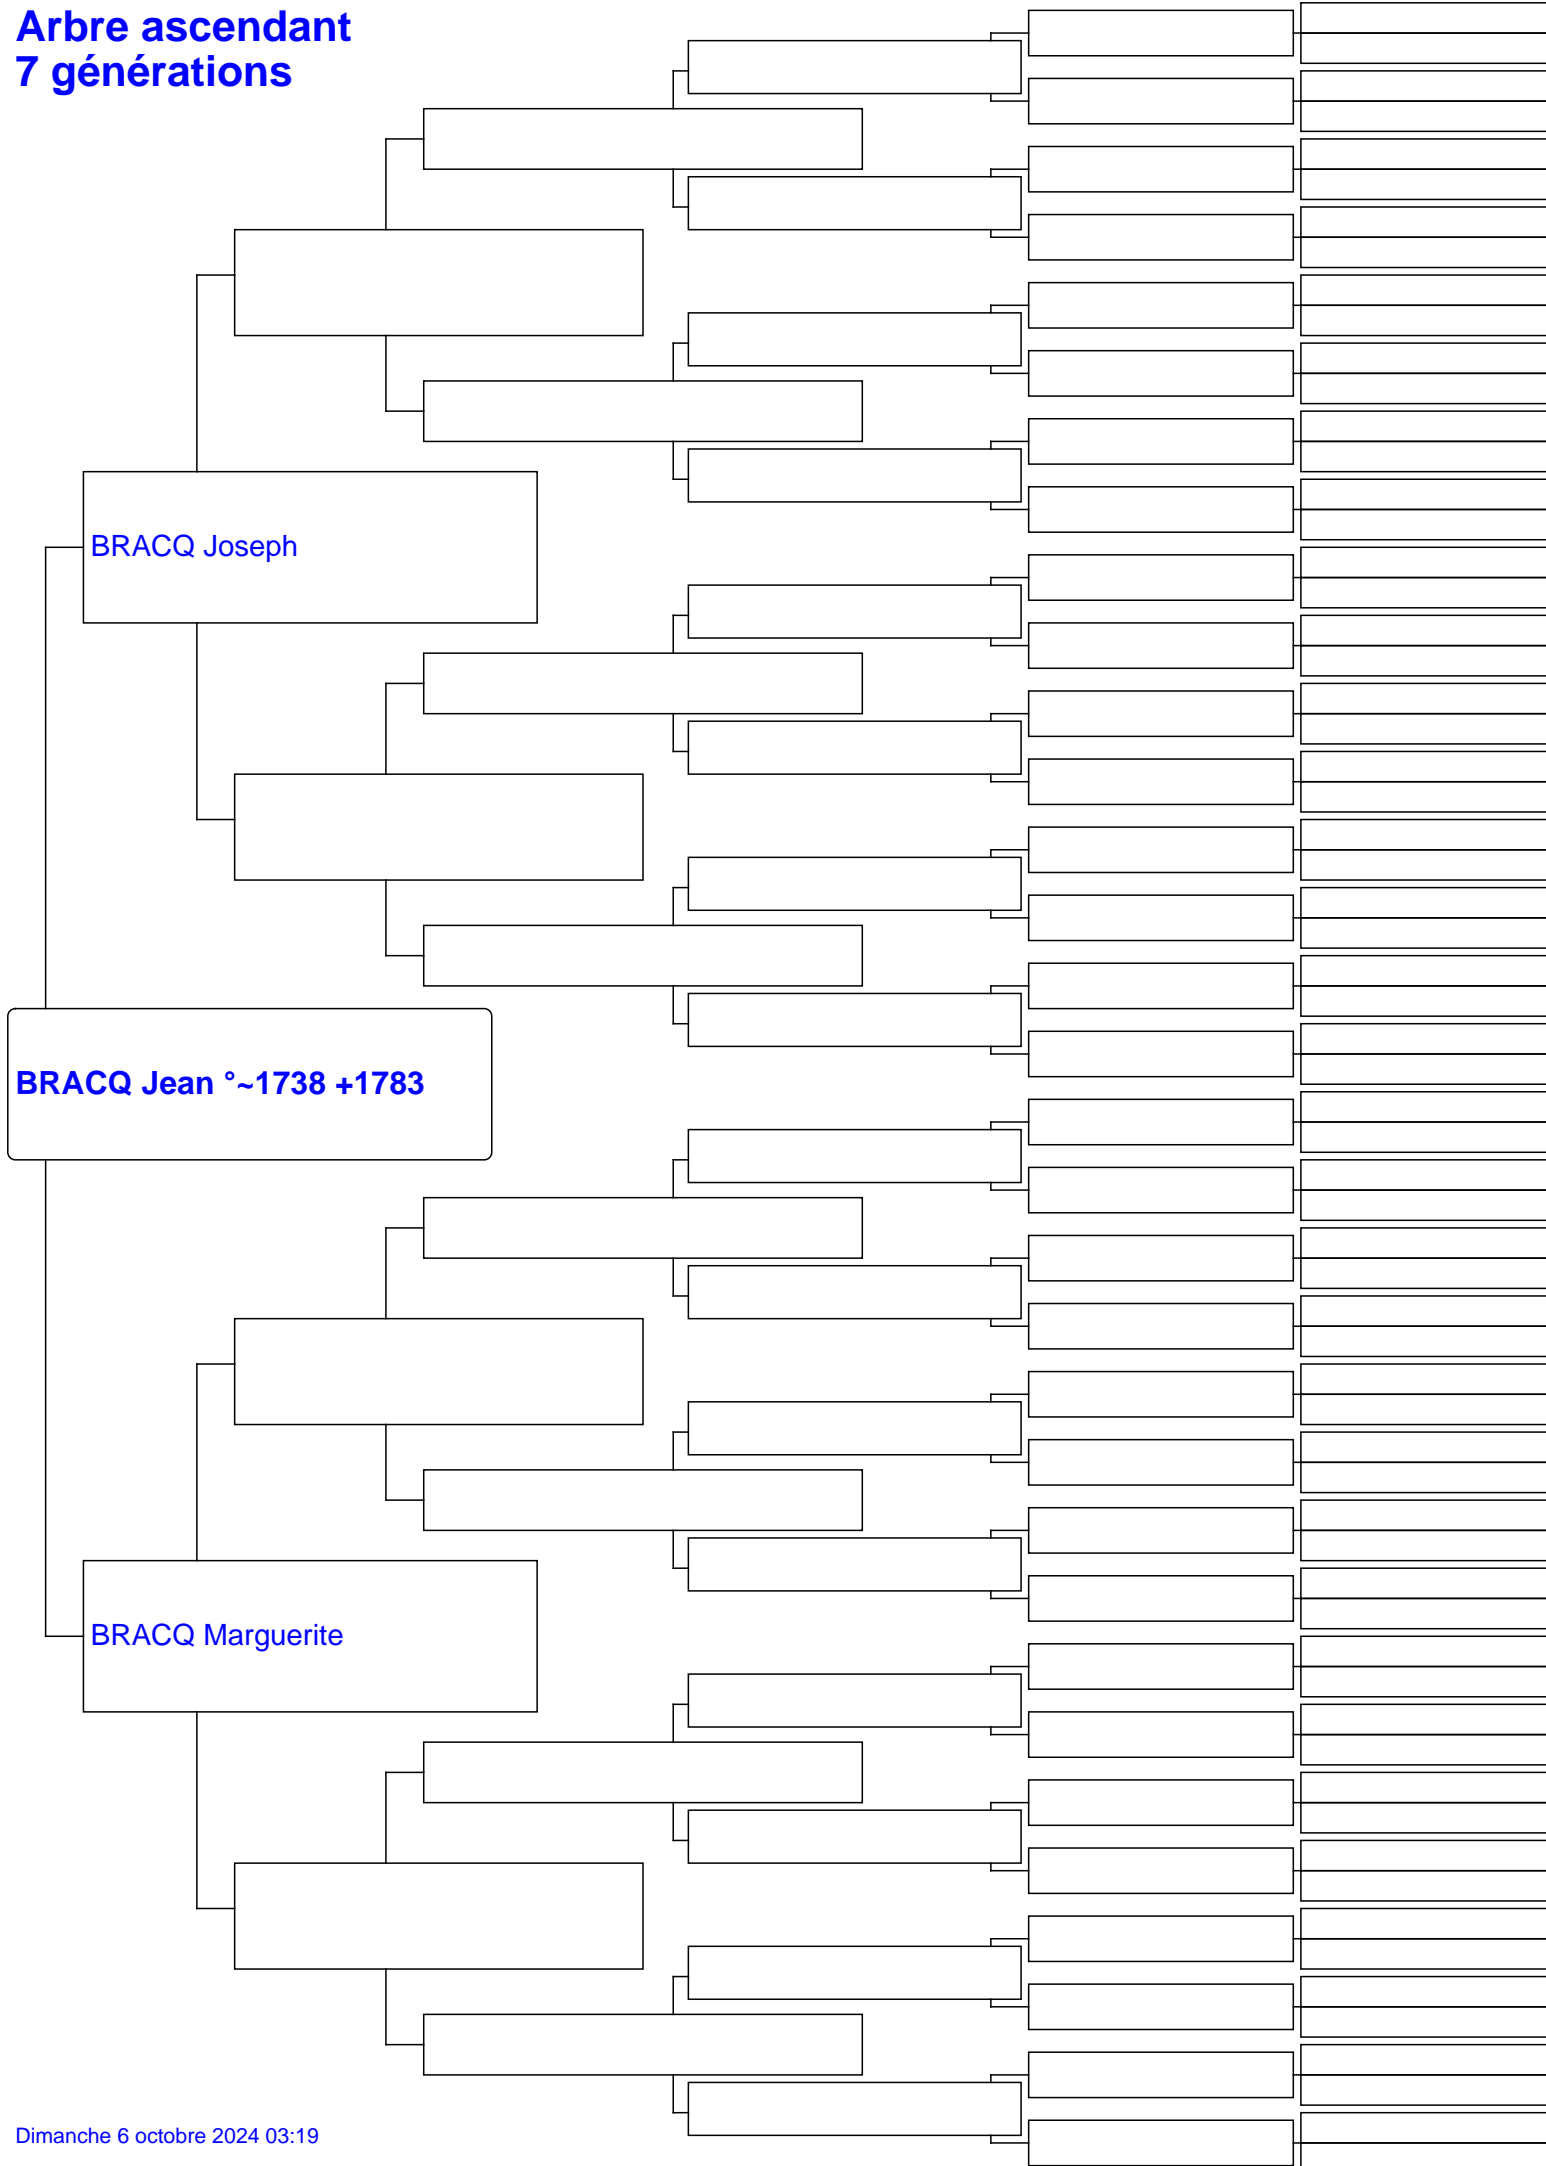 Arbre ascendant
7 générations
BRACQ Joseph
BRACQ Jean °~1738 +1783
BRACQ Marguerite
Dimanche 6 octobre 2024 03:19